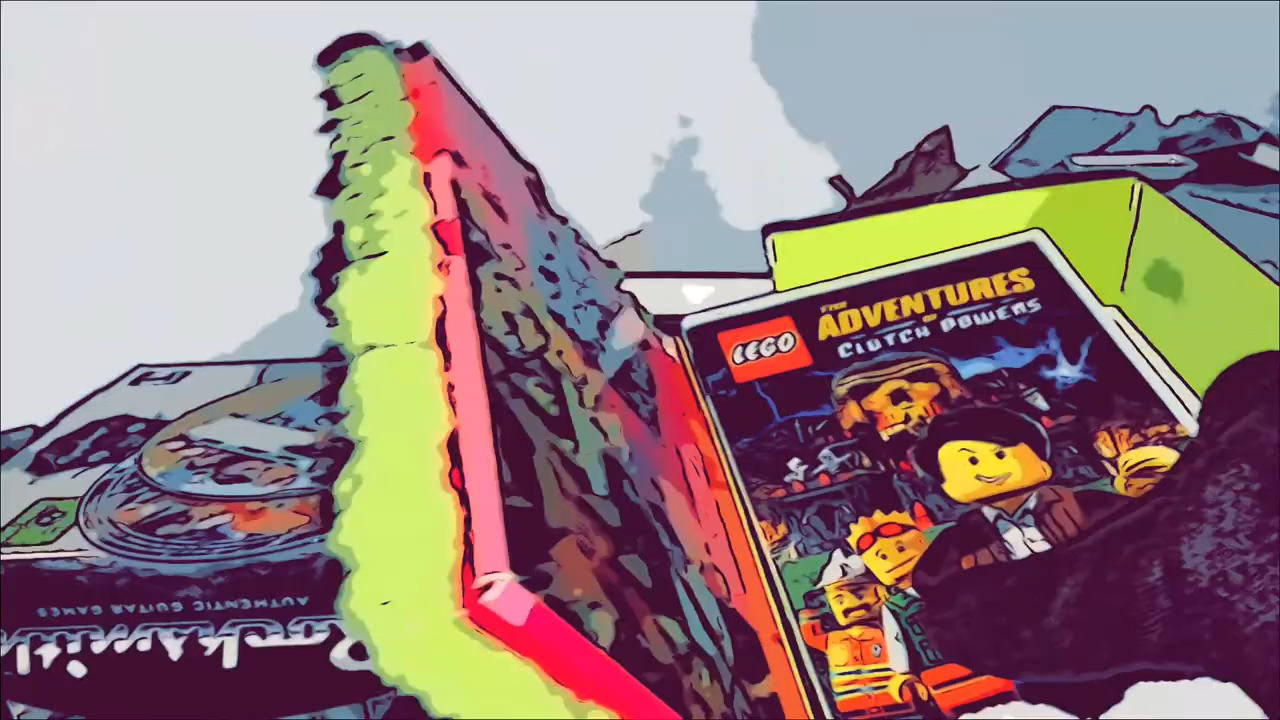 LEGO
THE
ADVENTURES
OF
CLUTCH POWERS
Rocksmith
AUTHENTIC GUITAR GAMES